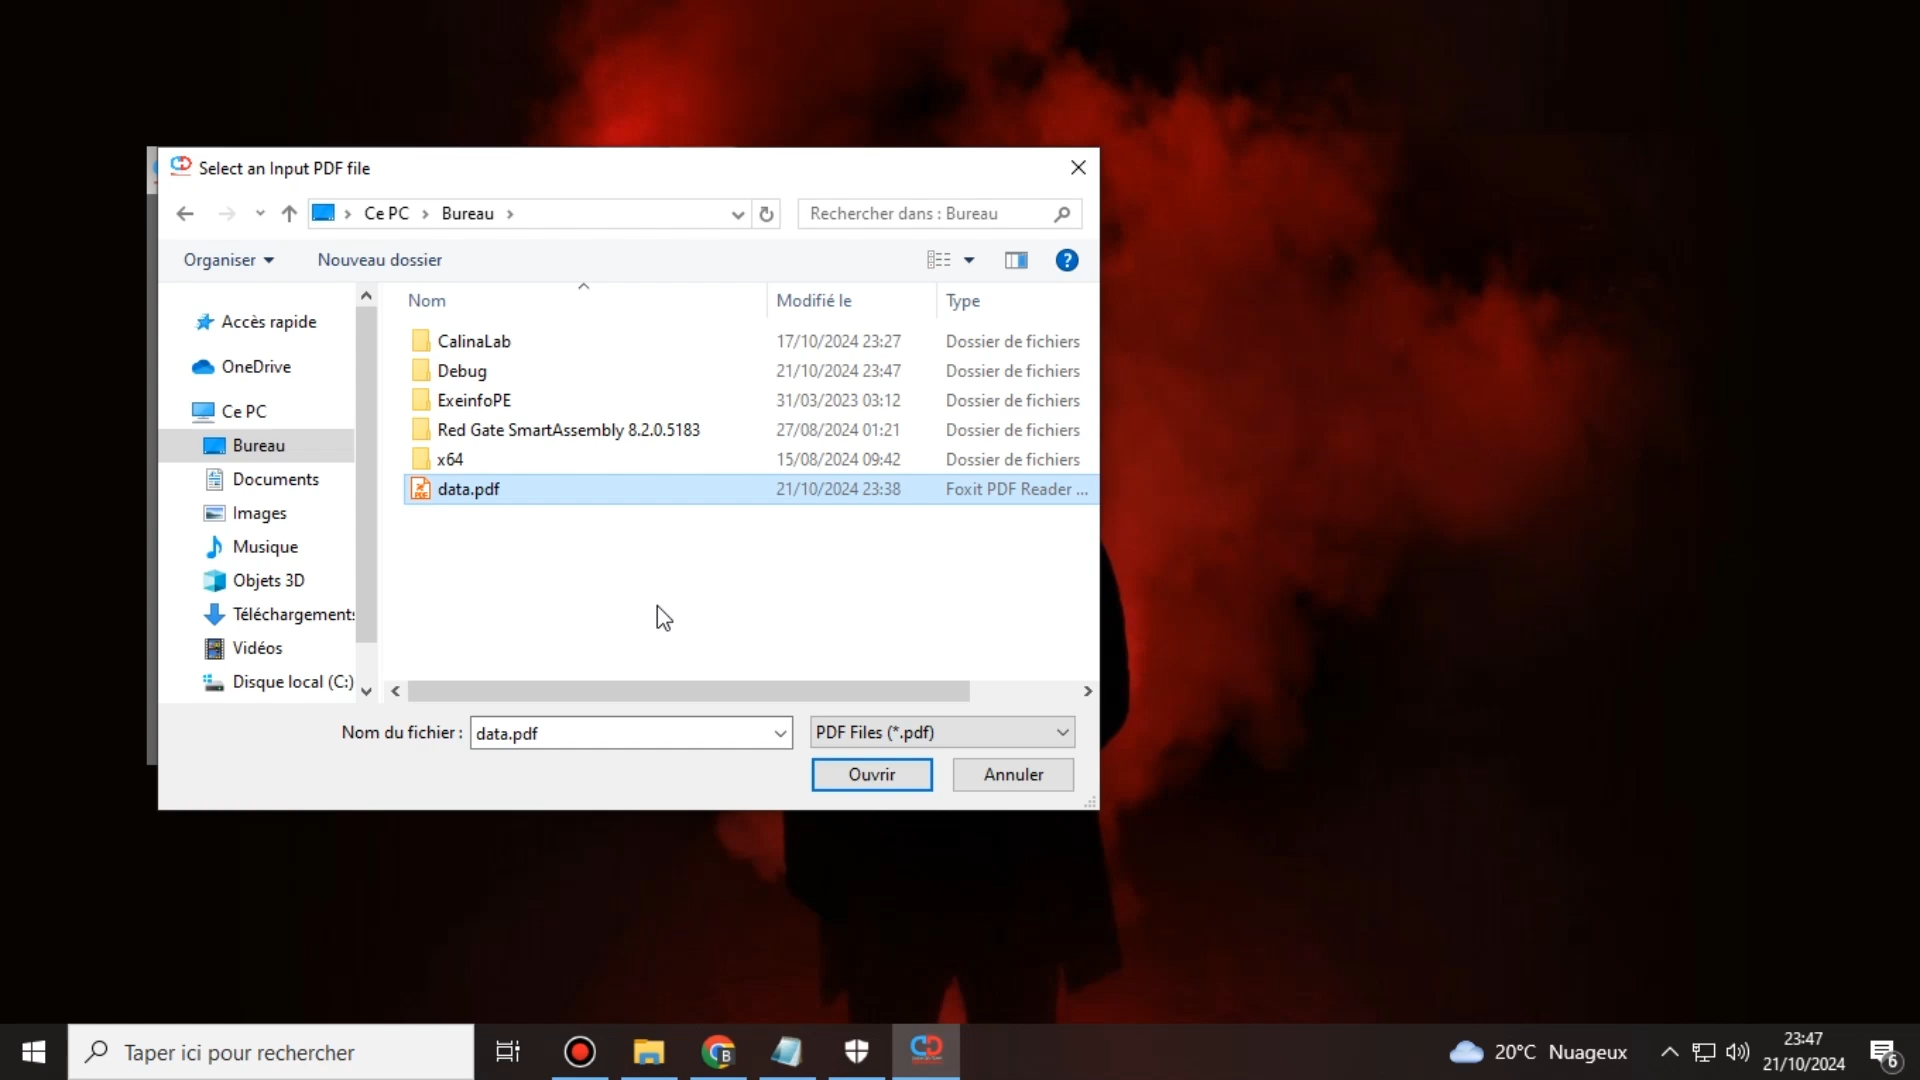 Select an Input PDF file
Ce PC
Bureau
Rechercher dans : Bureau
Organiser
Nouveau dossier
Nom
Modifié le
Type
Accès rapide
OneDrive
Ce PC
Bureau
Documents
Images
Musique
Objets 3D
Téléchargements
Vidéos
Disque local (C:)
CalinaLab 17/10/2024 23:27 Dossier de fichiers
Debug 21/10/2024 23:47 Dossier de fichiers
ExeinfoPE 31/03/2023 03:12 Dossier de fichiers
Red Gate SmartAssembly 8.2.0.5183 27/08/2024 01:21 Dossier de fichiers
x64 15/08/2024 09:42 Dossier de fichiers
data.pdf 21/10/2024 23:38 Foxit PDF Reader ...
Nom du fichier : data.pdf PDF Files (*.pdf)
Ouvrir Annuler
Taper ici pour rechercher
20°C Nuageux
23:47
21/10/2024
6